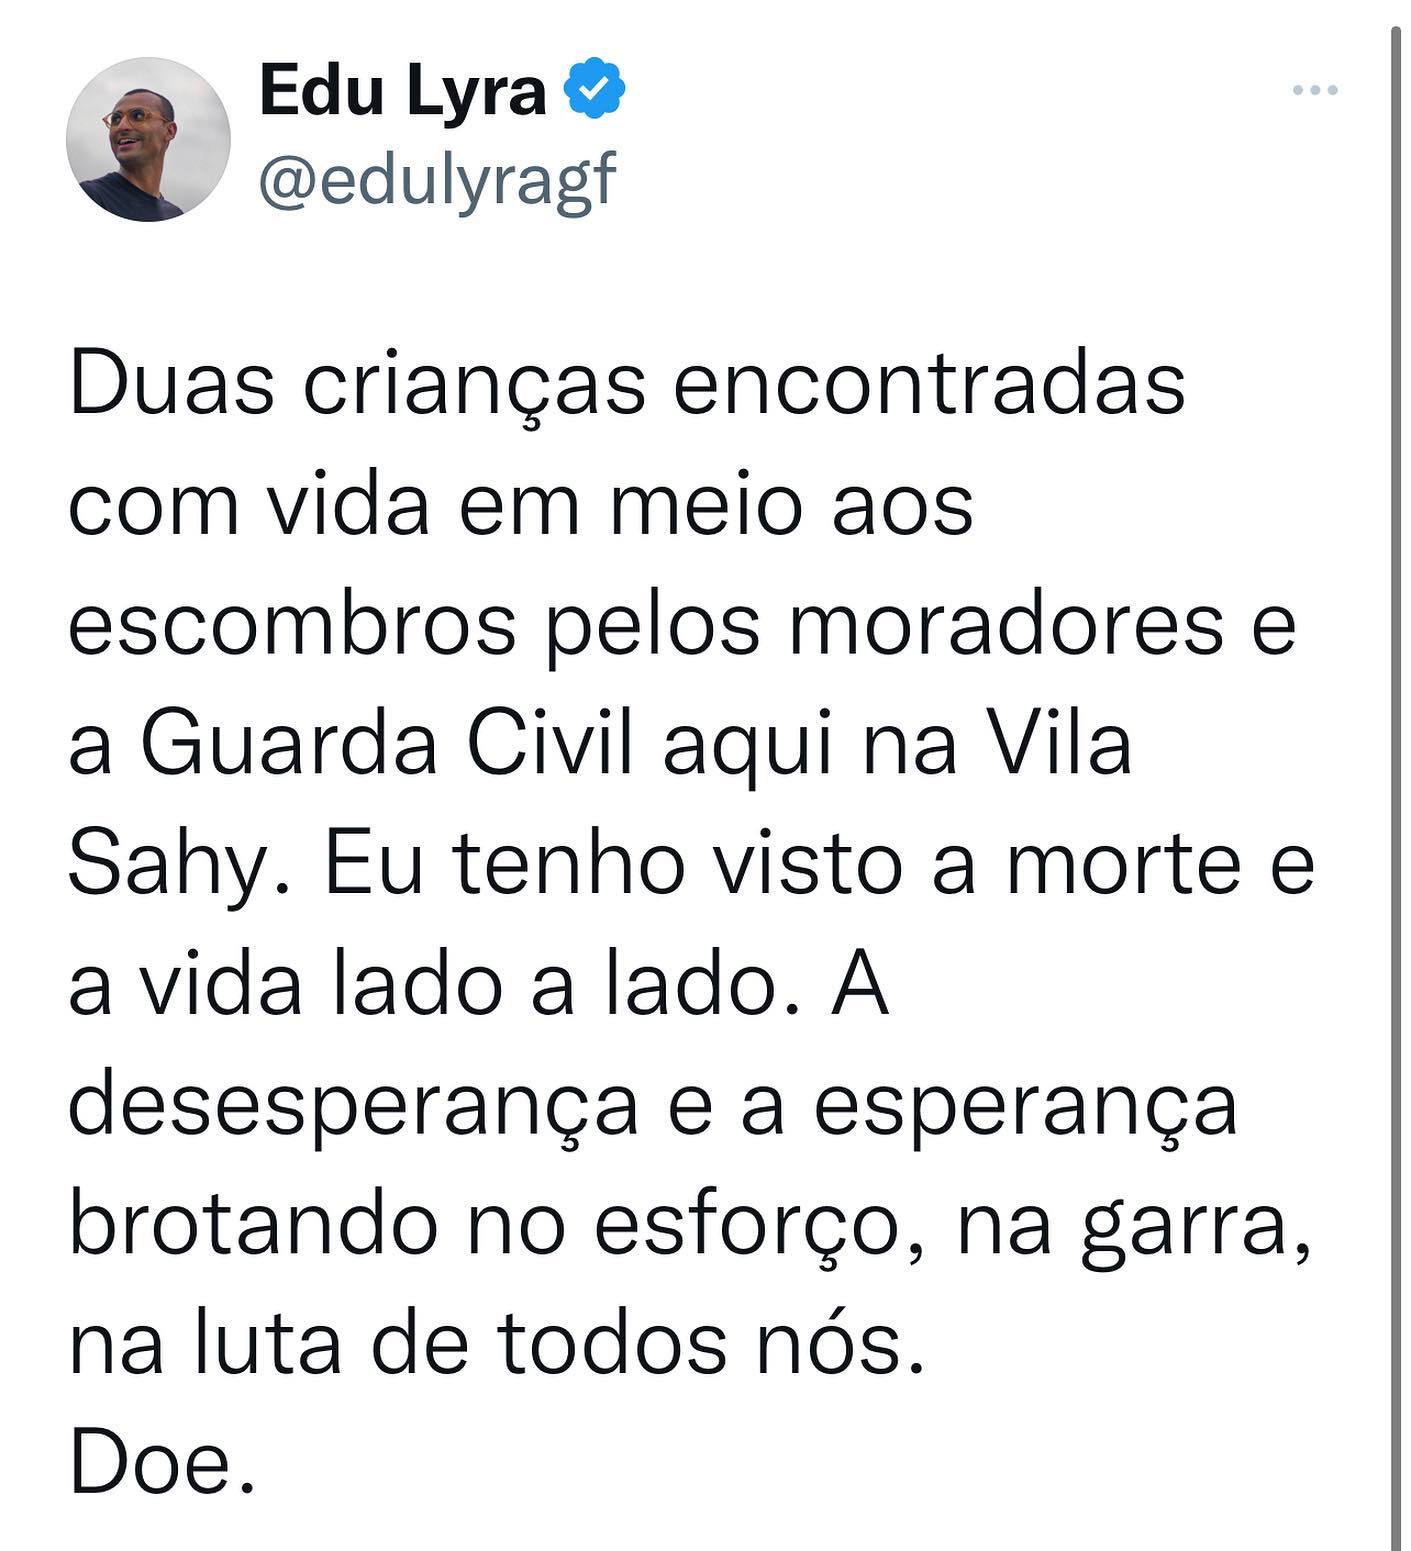 Edu Lyra
@edulyragf
Duas crianças encontradas
com vida em meio aos
escombros pelos moradores e
a Guarda Civil aqui na Vila
Sahy. Eu tenho visto a morte e
a vida lado a lado. A
desesperança e a esperança
brotando no esforço, na garra,
na luta de todos nós.
Doe.